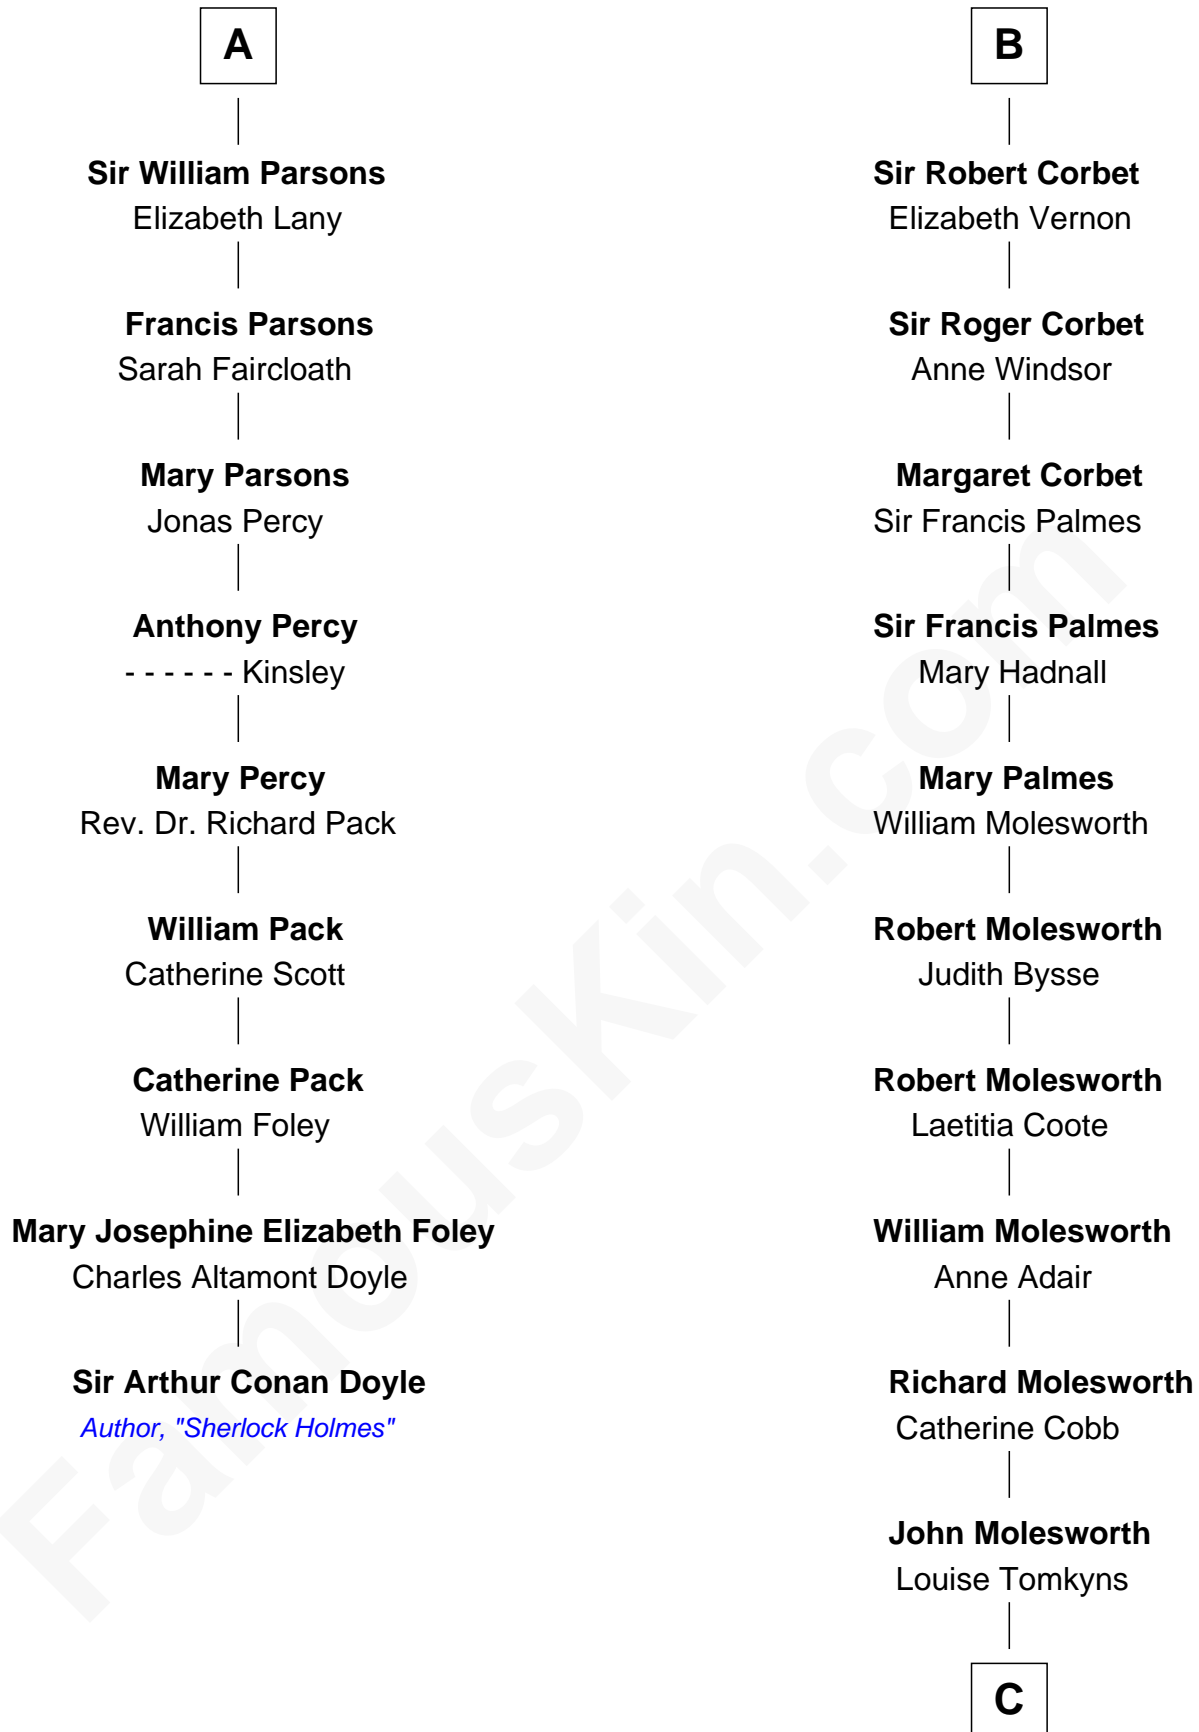 A
Sir William Parsons
Elizabeth Lany
Francis Parsons
Sarah Faircloath
Mary Parsons
Jonas Percy
Anthony Percy
- - - - - - Kinsley
Mary Percy
Rev. Dr. Richard Pack
William Pack
Catherine Scott
Catherine Pack
William Foley
Mary Josephine Elizabeth Foley
Charles Altamont Doyle
Sir Arthur Conan Doyle
Author, "Sherlock Holmes"
B
Sir Robert Corbet
Elizabeth Vernon
Sir Roger Corbet
Anne Windsor
Margaret Corbet
Sir Francis Palmes
Sir Francis Palmes
Mary Hadnall
Mary Palmes
William Molesworth
Robert Molesworth
Judith Bysse
Robert Molesworth
Laetitia Coote
William Molesworth
Anne Adair
Richard Molesworth
Catherine Cobb
John Molesworth
Louise Tomkyns
C
FamousKin.com